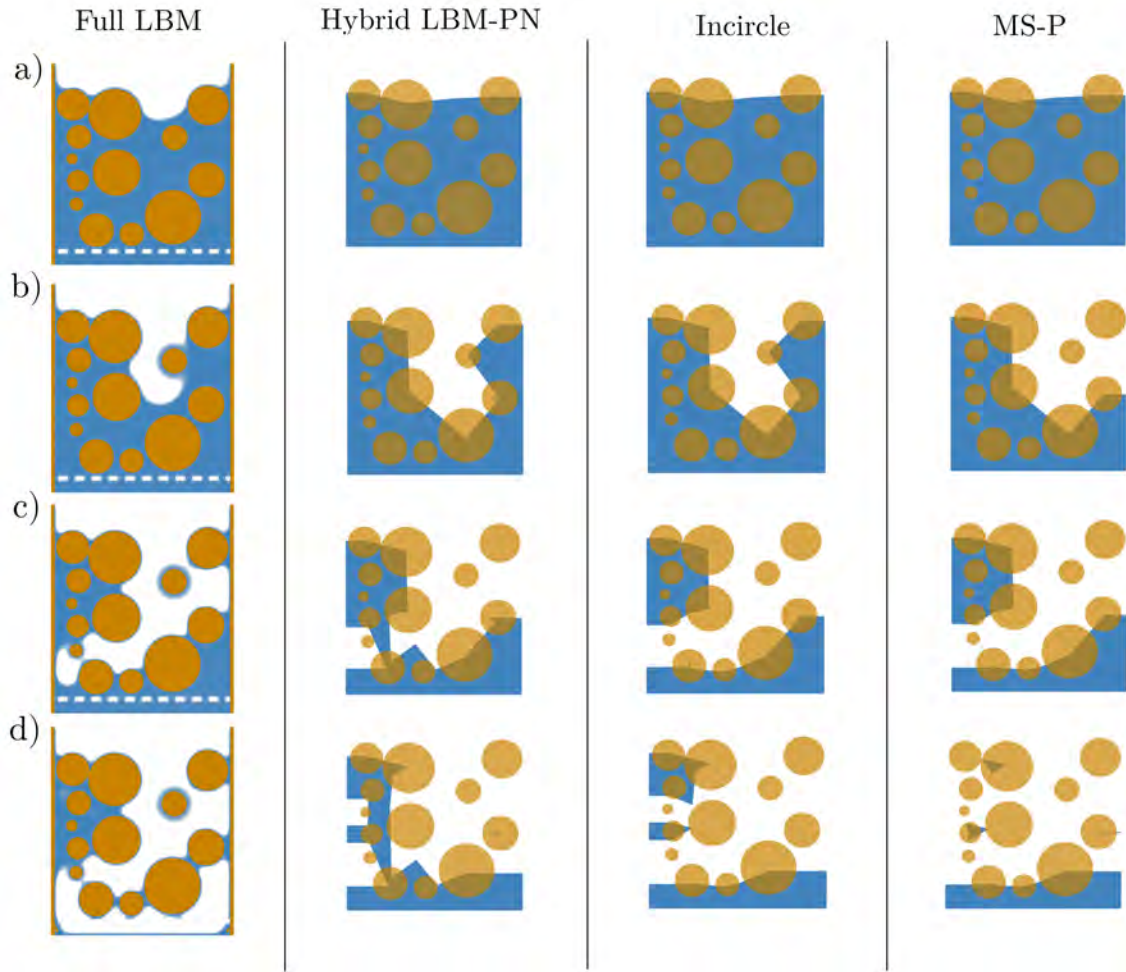 Full LBM
Hybrid LBM-PN
Incircle
MS-P
a)
b)
c)
d)